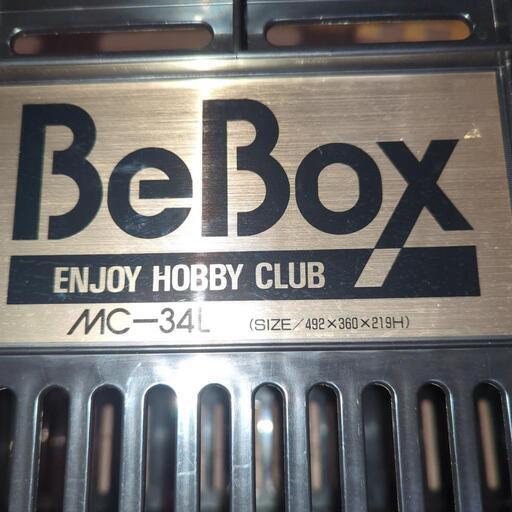 BeBox
ENJOY HOBBY CLUB
MC-34L (SIZE/492×360×219H)